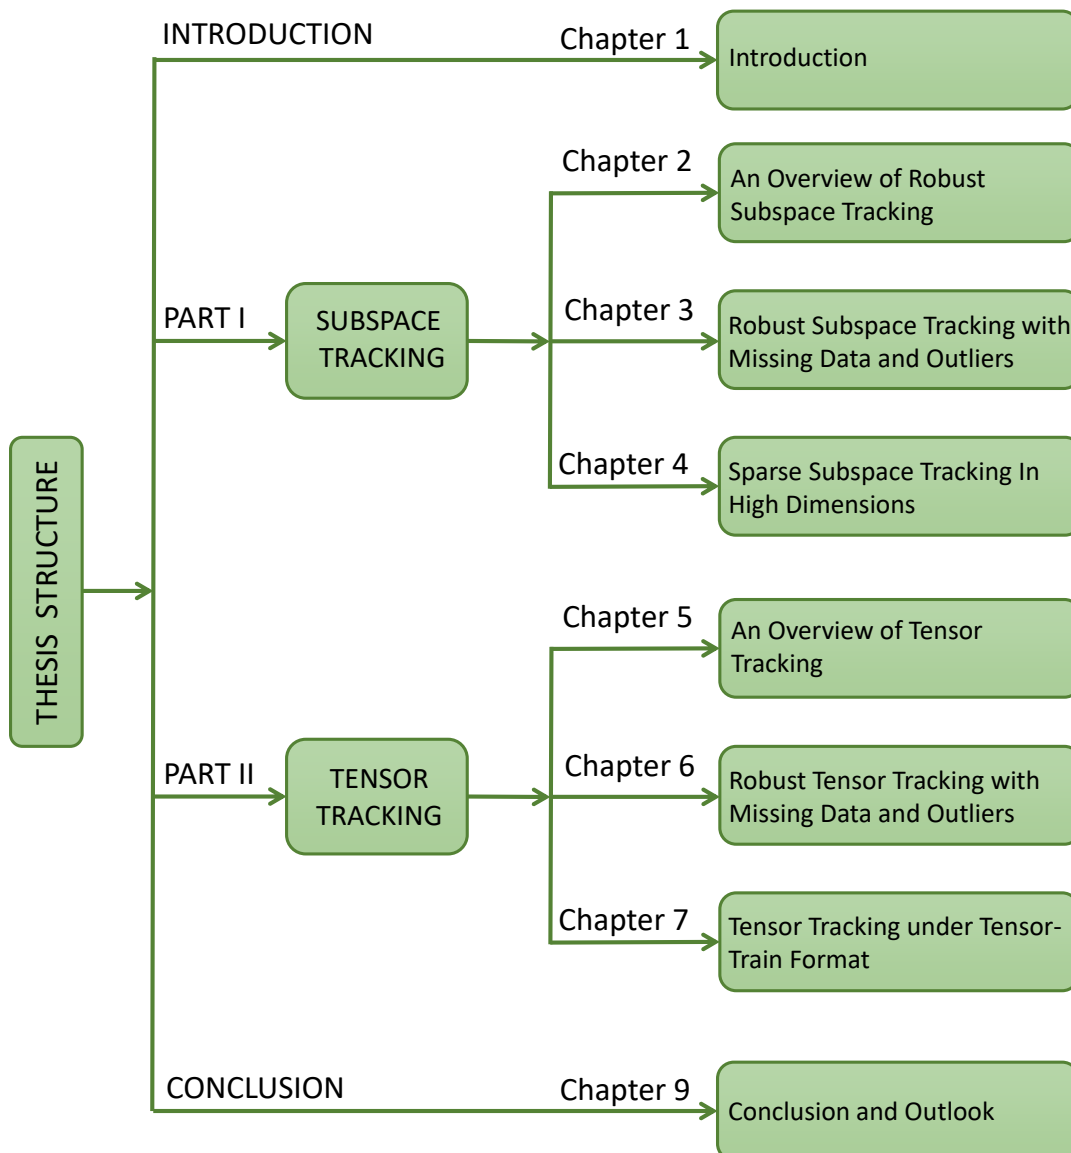 INTRODUCTION
Chapter 1
Introduction
Chapter 2
An Overview of Robust
Subspace Tracking
PART I
SUBSPACE
TRACKING
Chapter 3
Robust Subspace Tracking with
Missing Data and Outliers
Chapter 4
Sparse Subspace Tracking In
High Dimensions
THESIS STRUCTURE
Chapter 5
An Overview of Tensor
Tracking
PART II
TENSOR
TRACKING
Chapter 6
Robust Tensor Tracking with
Missing Data and Outliers
Chapter 7
Tensor Tracking under Tensor-
Train Format
CONCLUSION
Chapter 9
Conclusion and Outlook